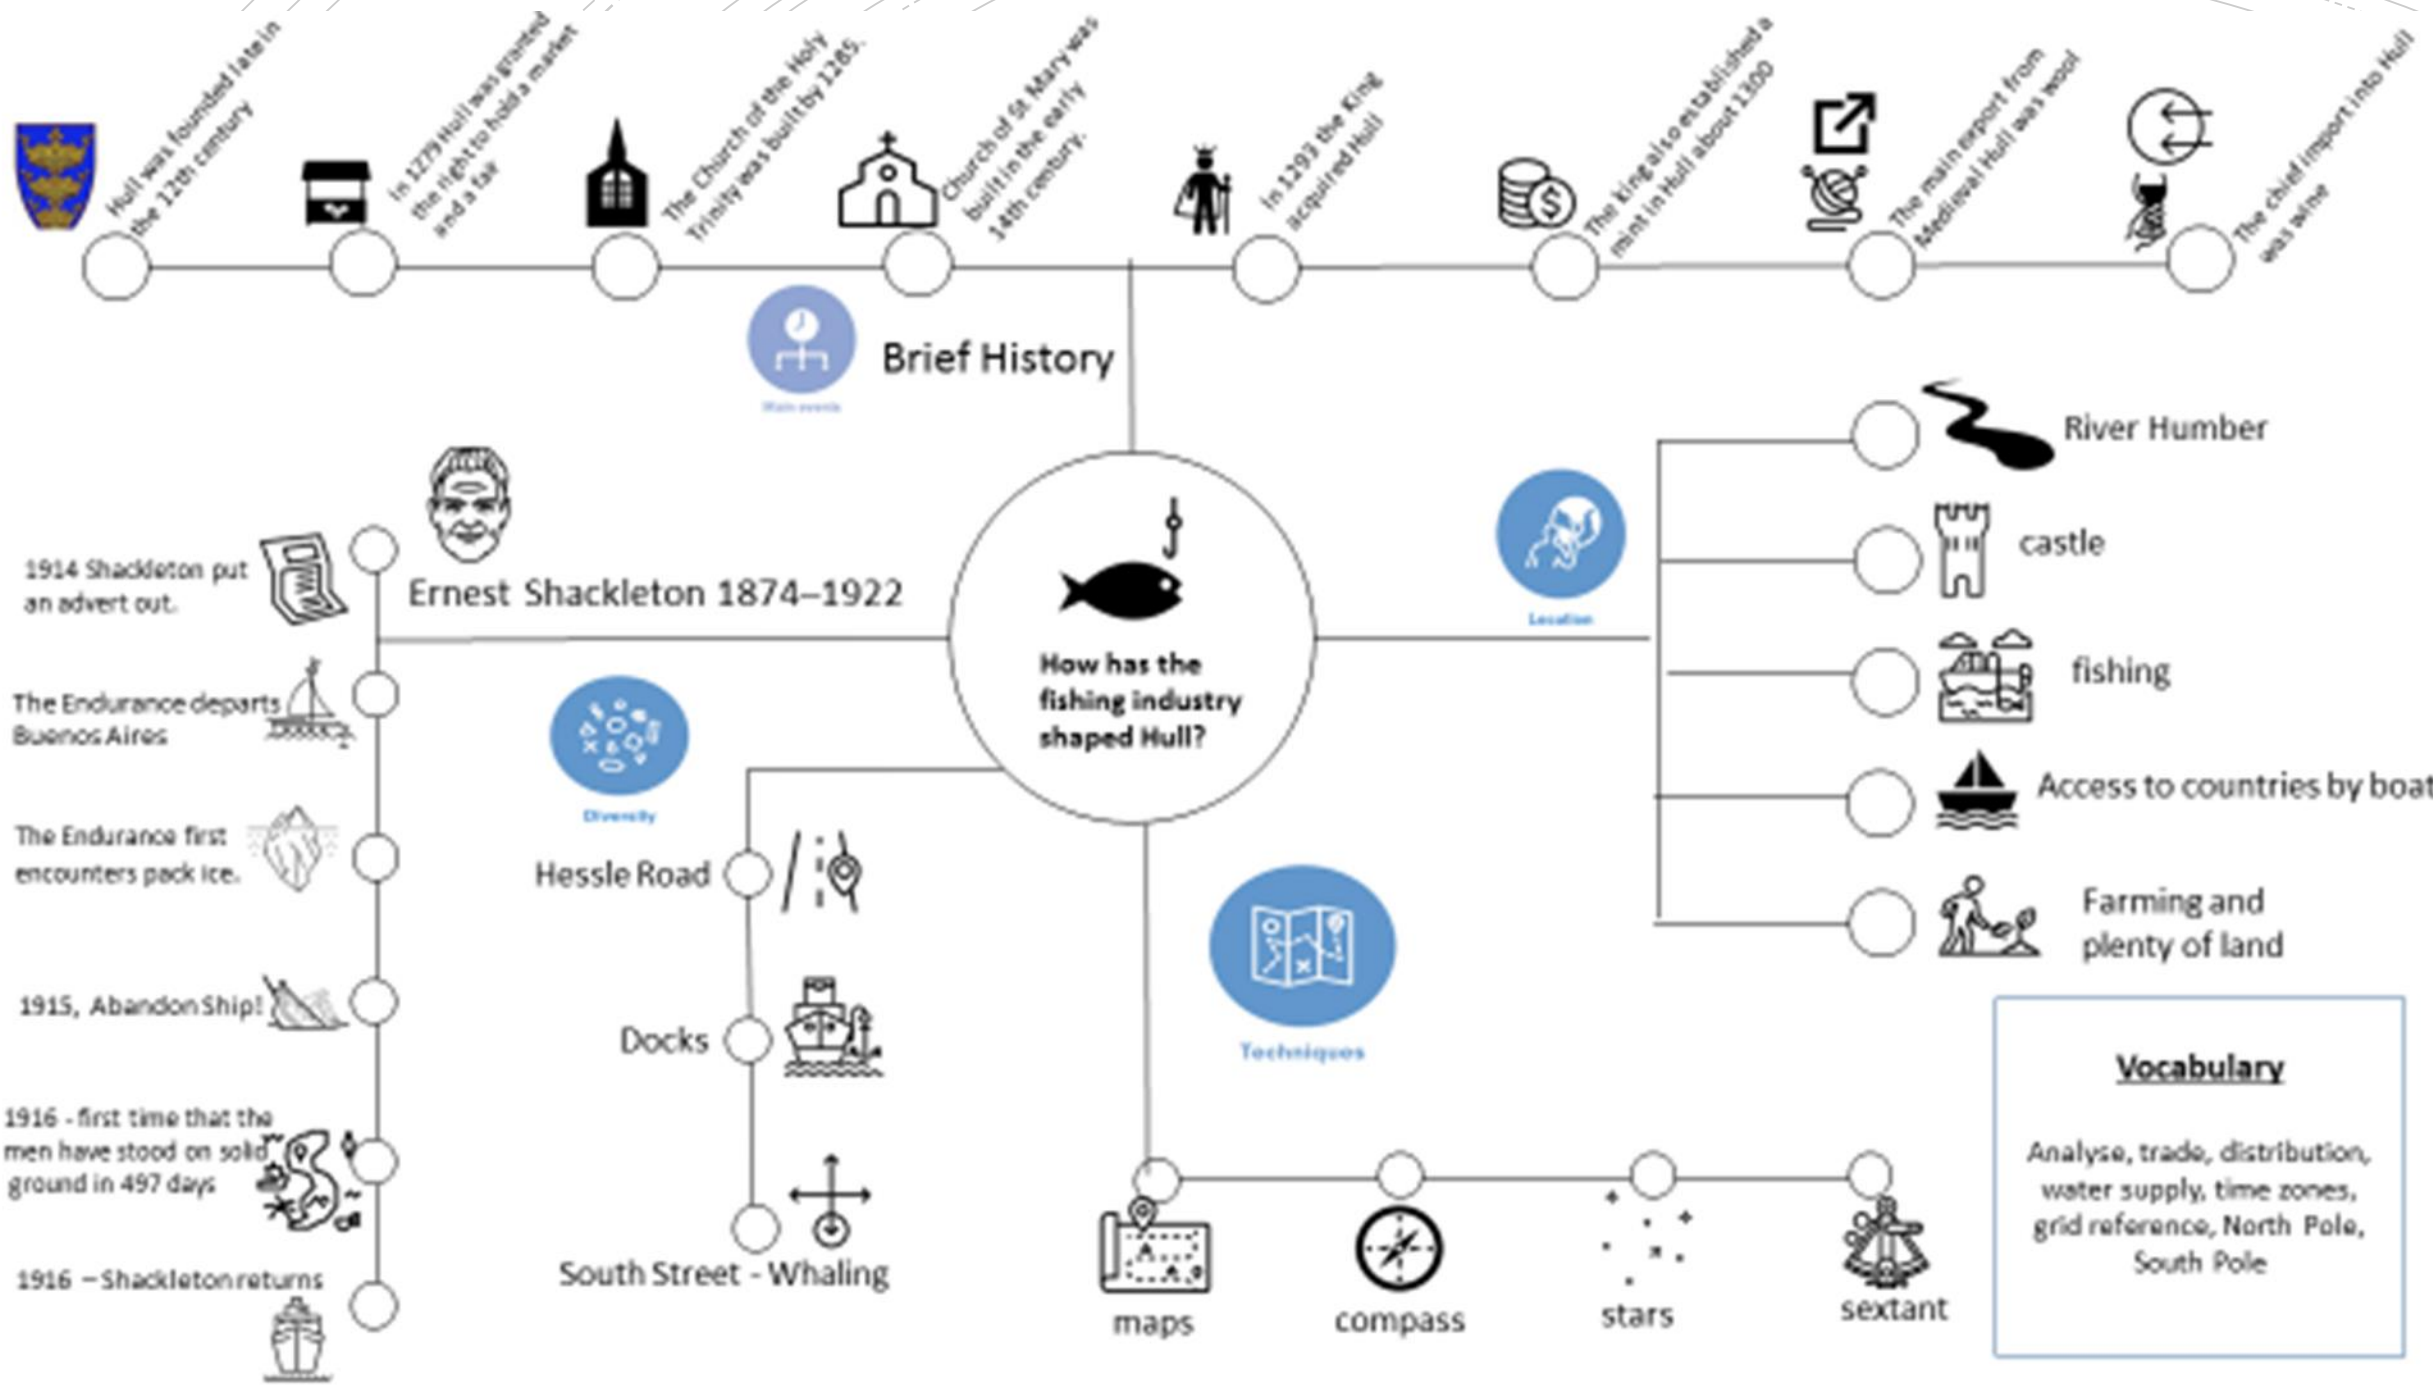 Hull was founded late in
the 12th century
In 1279 Hull was granted
the right to hold a market
and a fair
The Church of the Holy
Trinity was built by 1285.
Church of St Mary was
built in the early
14th century.
In 1293 the King
acquired Hull
The king also established a
mint in Hull about 1300
The main export from
Medieval Hull was wool
The chief import into Hull
was wine
Main events
Brief History
Ernest Shackleton 1874–1922
1914 Shackleton put
an advert out.
The Endurance departs
Buenos Aires
The Endurance first
encounters pack ice.
1915, Abandon Ship!
1916 - first time that the
men have stood on solid
ground in 497 days
1916 – Shackleton returns
Diversity
Hessle Road
Docks
South Street - Whaling
How has the
fishing industry
shaped Hull?
Location
River Humber
castle
fishing
Access to countries by boat
Farming and
plenty of land
Techniques
maps
compass
stars
sextant
Vocabulary
Analyse, trade, distribution,
water supply, time zones,
grid reference, North Pole,
South Pole